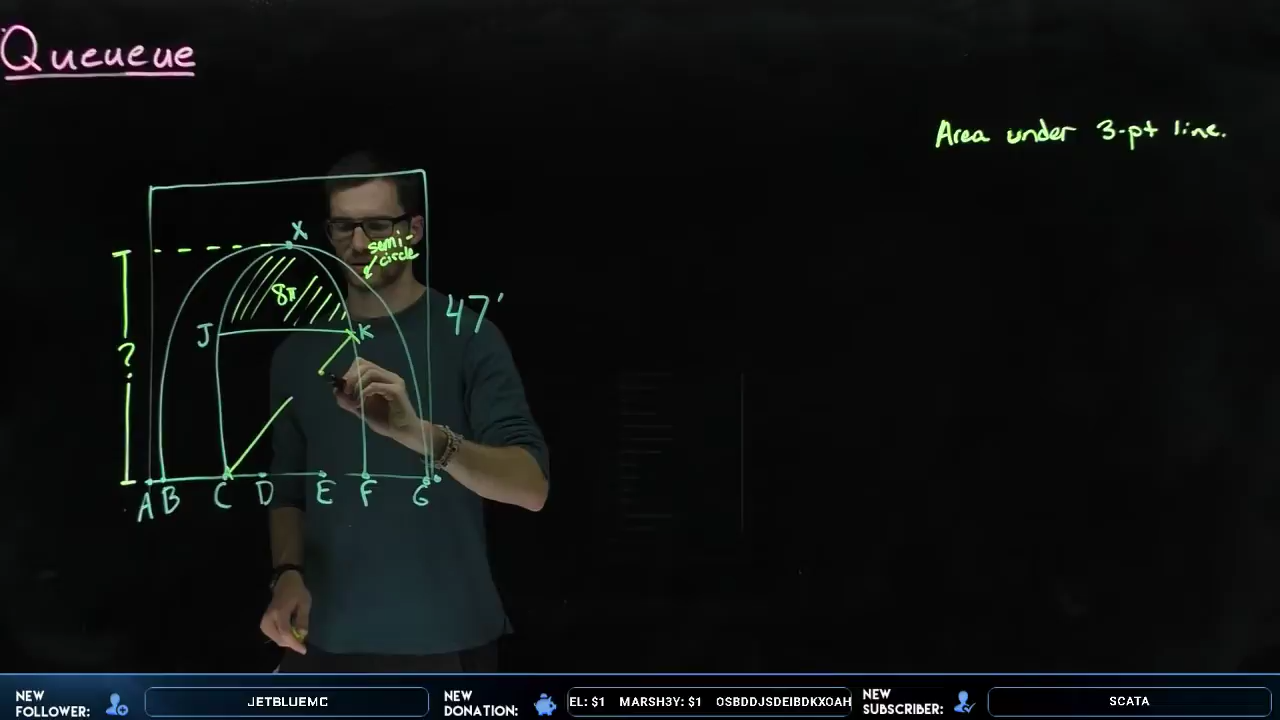 Queueue
Area under 3-pt line.
X
semi-
circle
8π
47'
J
K
?
A B C D E F G
NEW
FOLLOWER:
JETBLUEMC
NEW
DONATION:
EL: $1 MARSH3Y: $1 OSBDDJSDEIBDKXOAH
NEW
SUBSCRIBER:
SCATA